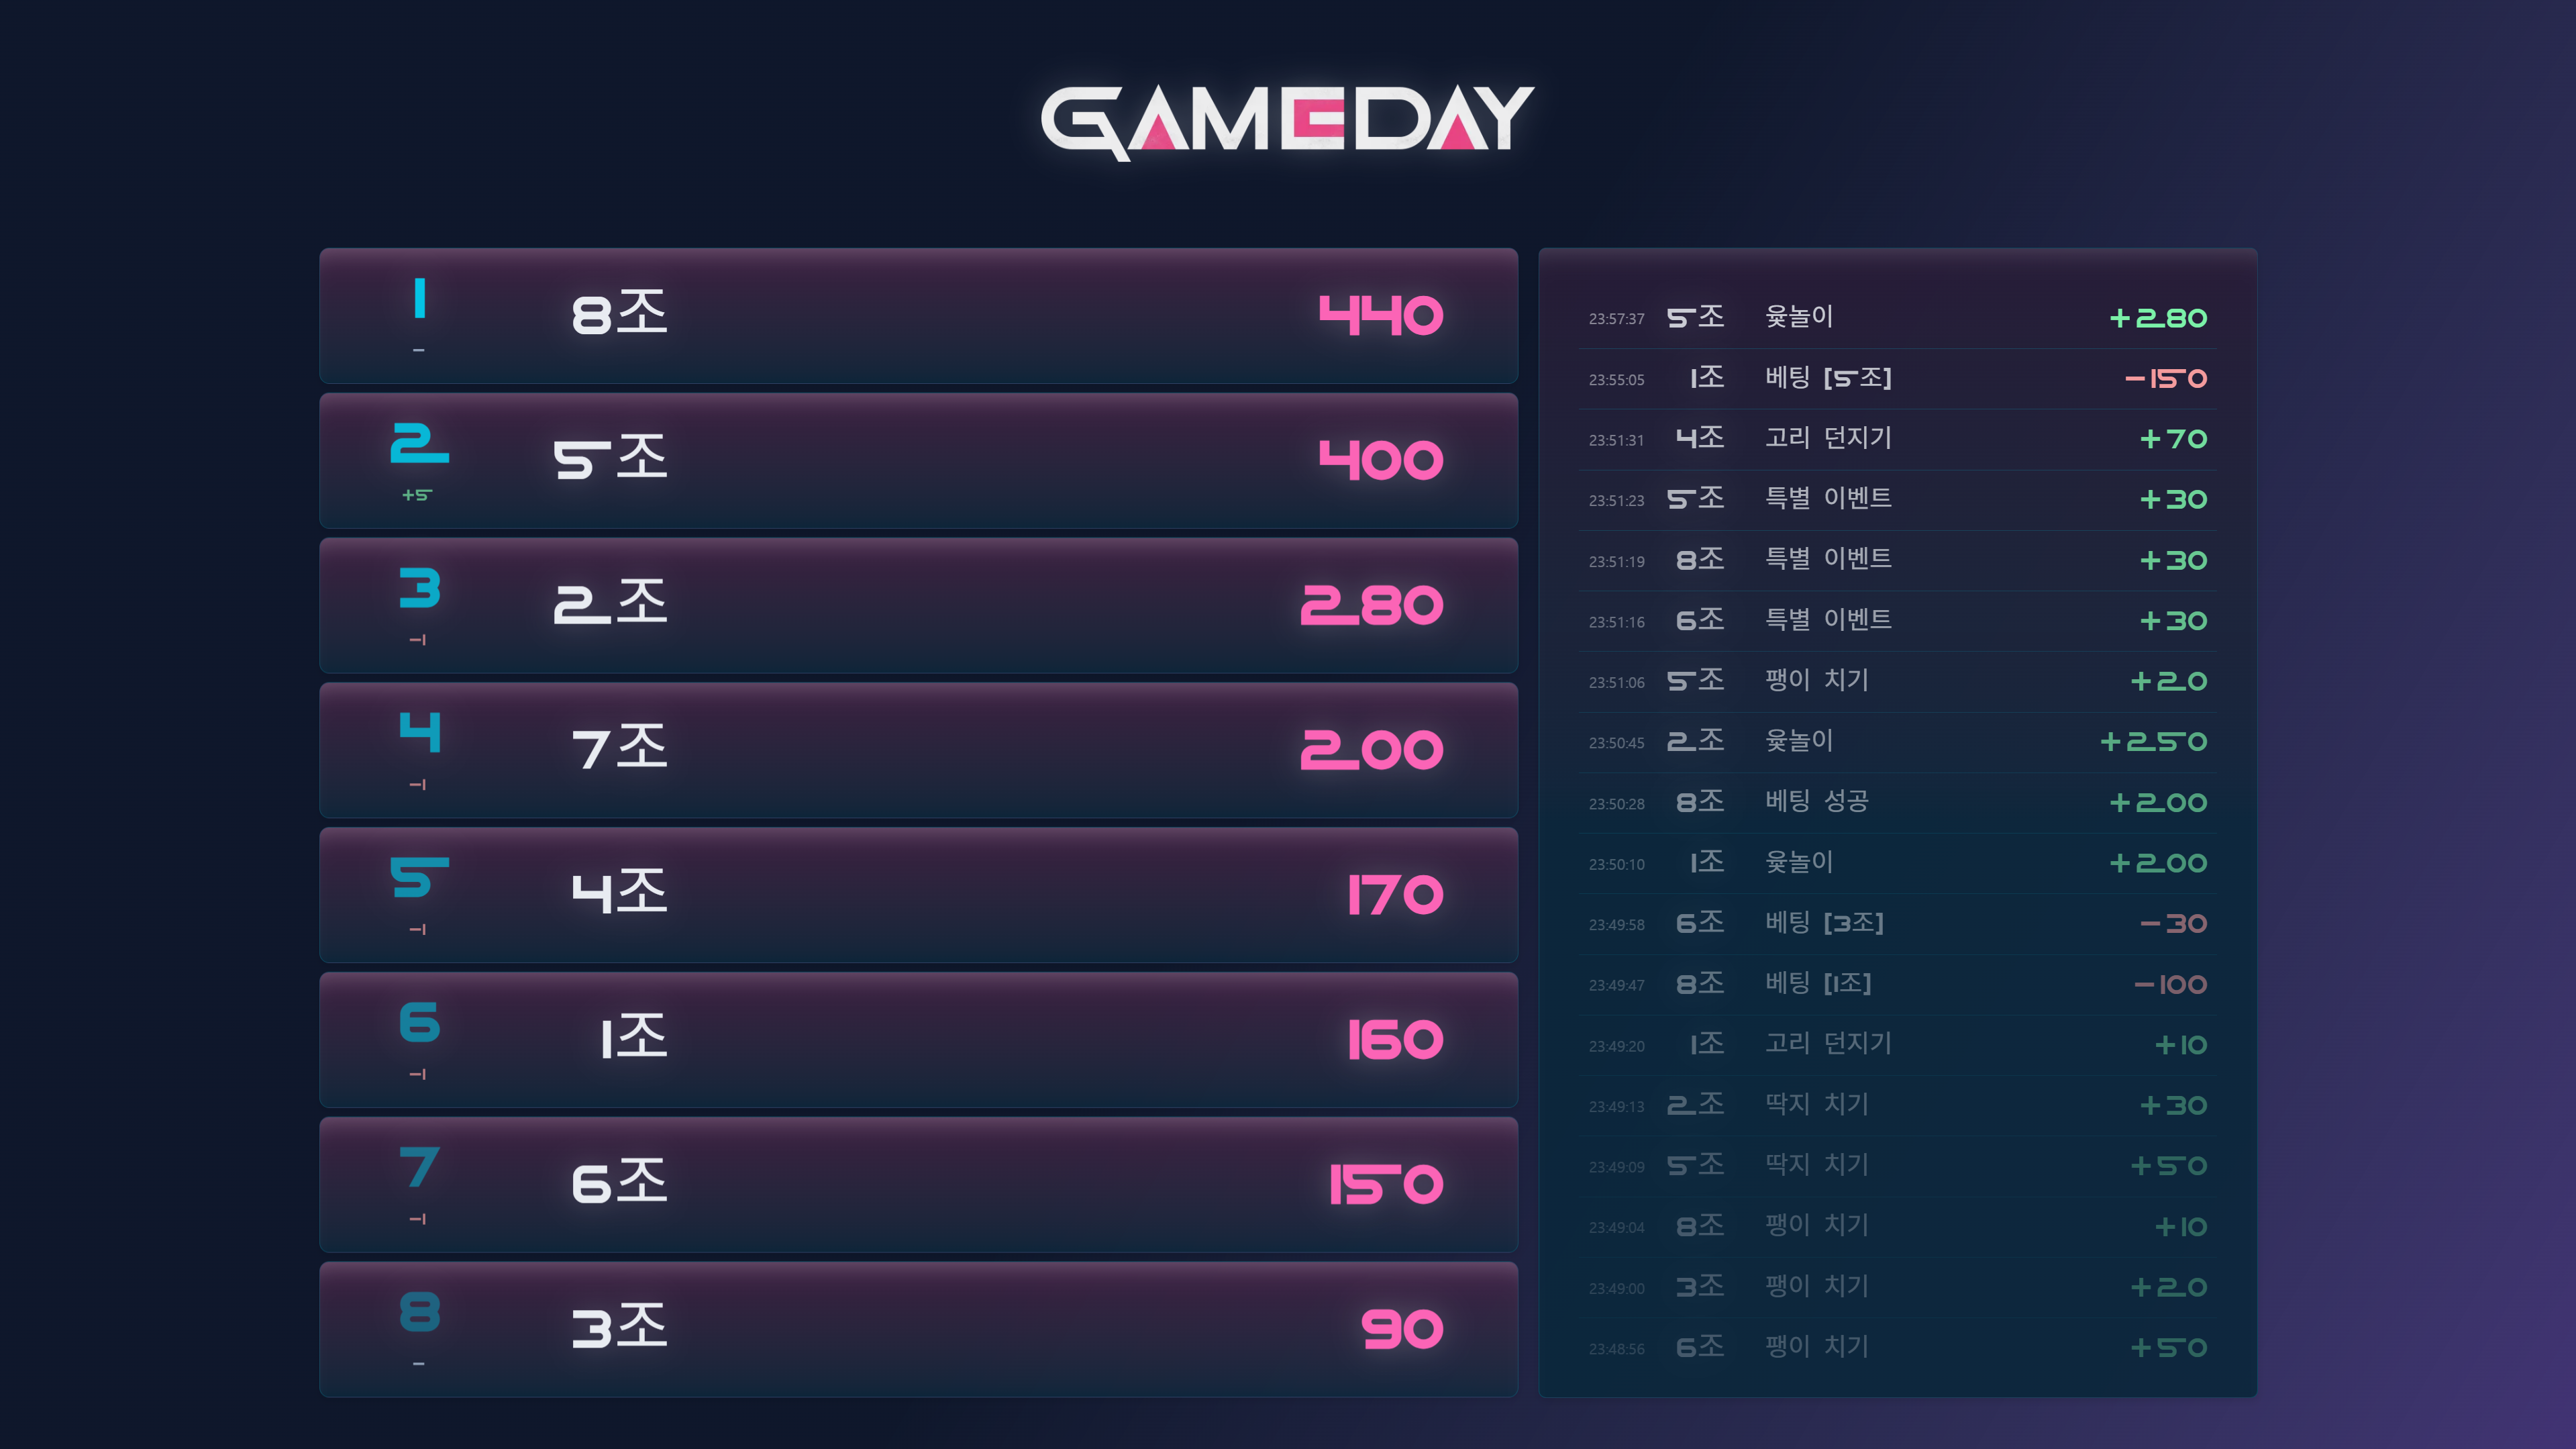 GAMEDAY
1 8조 440
–
2 5조 400
+5
3 2조 280
–1
4 7조 200
–1
5 4조 170
–1
6 1조 160
–1
7 6조 150
–1
8 3조 90
–
23:57:37 5조 윷놀이 +280
23:55:05 1조 베팅 [5조] –150
23:51:31 4조 고리 던지기 +70
23:51:23 5조 특별 이벤트 +30
23:51:19 8조 특별 이벤트 +30
23:51:16 6조 특별 이벤트 +30
23:51:06 5조 팽이 치기 +20
23:50:45 2조 윷놀이 +250
23:50:28 8조 베팅 성공 +200
23:50:10 1조 윷놀이 +200
23:49:58 6조 베팅 [3조] –30
23:49:47 8조 베팅 [1조] –100
23:49:20 1조 고리 던지기 +10
23:49:13 2조 딱지 치기 +30
23:49:09 5조 딱지 치기 +50
23:49:04 8조 팽이 치기 +10
23:49:00 3조 팽이 치기 +20
23:48:56 6조 팽이 치기 +50